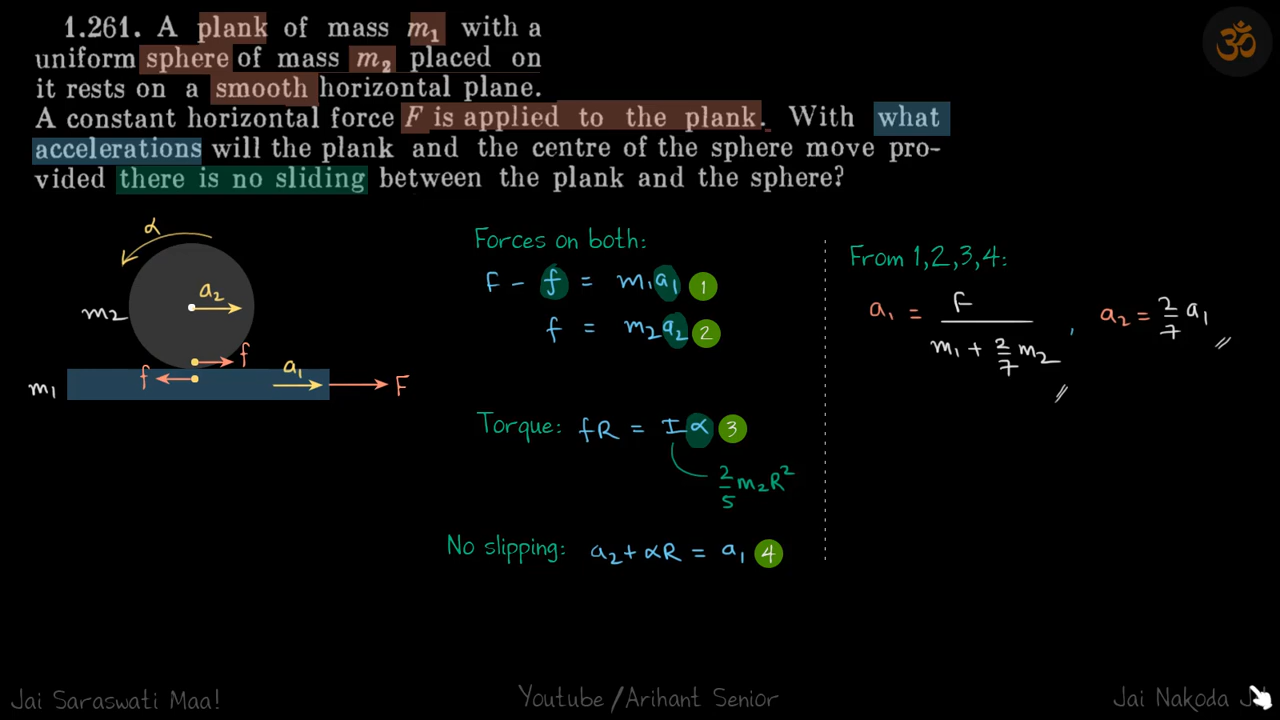 1.261. A plank of mass m₁ with a
uniform sphere of mass m₂ placed on
it rests on a smooth horizontal plane.
A constant horizontal force F is applied to the plank. With what
accelerations will the plank and the centre of the sphere move pro-
vided there is no sliding between the plank and the sphere?
ॐ
α
a₂
m₂
f
f
a₁
m₁
F
Forces on both:
F - f = m₁a₁ 1
f = m₂a₂ 2
Torque: fR = Iα 3
2/5 m₂R²
No slipping: a₂ + αR = a₁ 4
From 1,2,3,4:
a₁ = F / (m₁ + 2/7 m₂) , a₂ = 2/7 a₁
Jai Saraswati Maa!
Youtube/Arihant Senior
Jai Nakoda